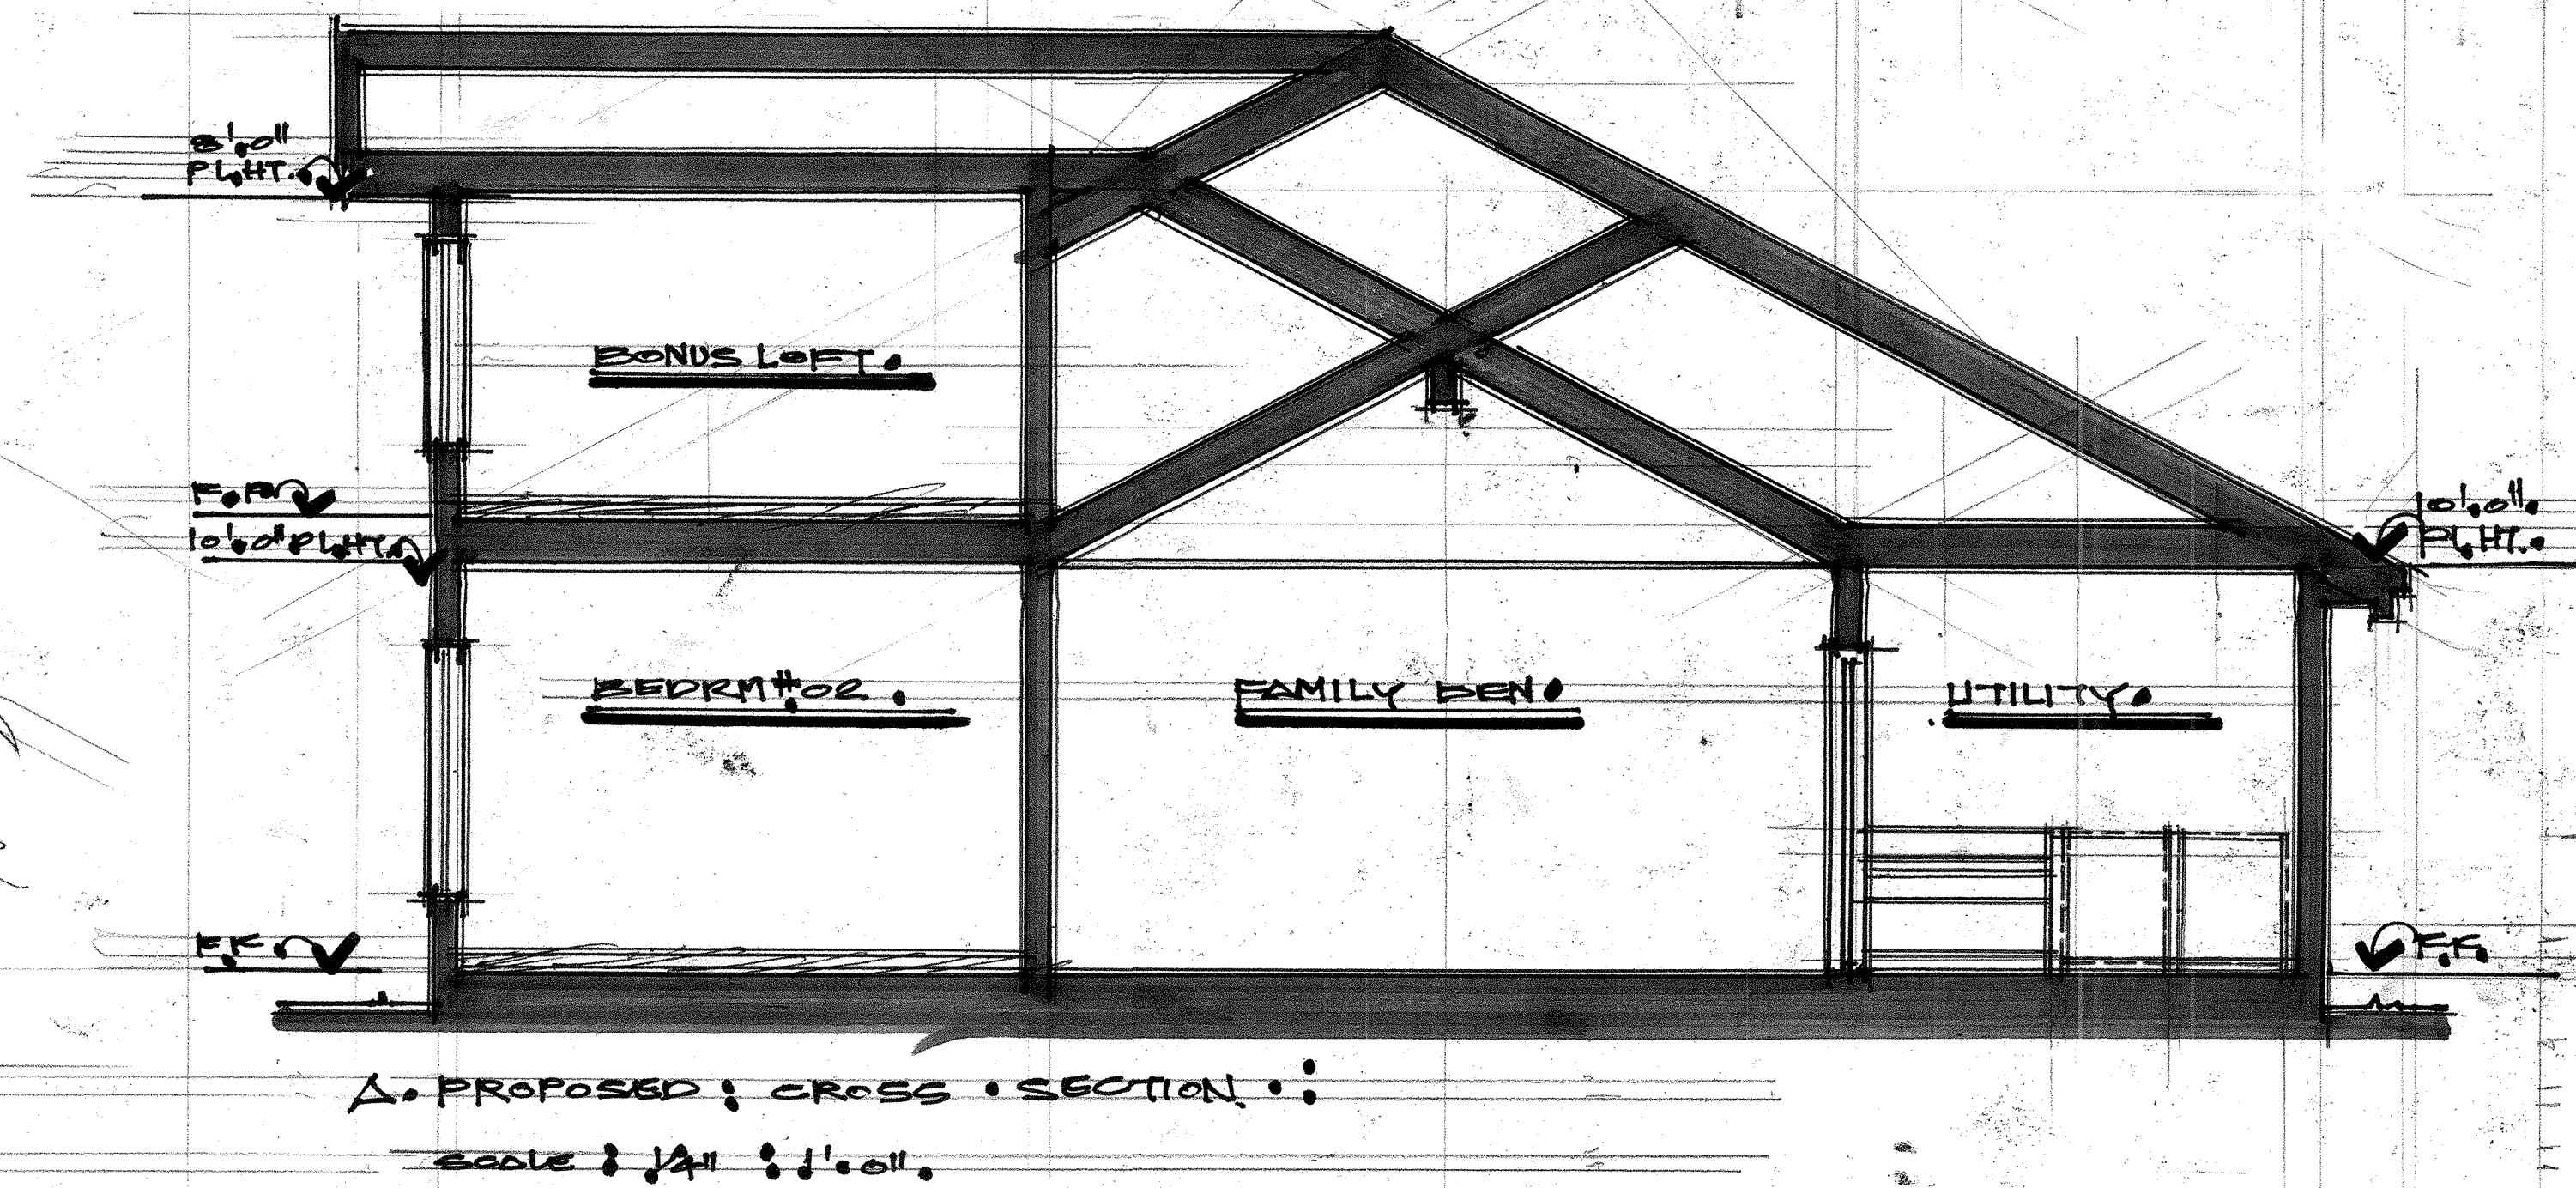 8'.0"
PL.HT.
BONUS LOFT.
F.F.
10'.0" PL.HT.
10'.0".
PL.HT.
BEDRM #02.
FAMILY DEN.
UTILITY.
F.F.
F.F.
A. PROPOSED : CROSS . SECTION . :
SCALE : 1/4" : 1'.0".